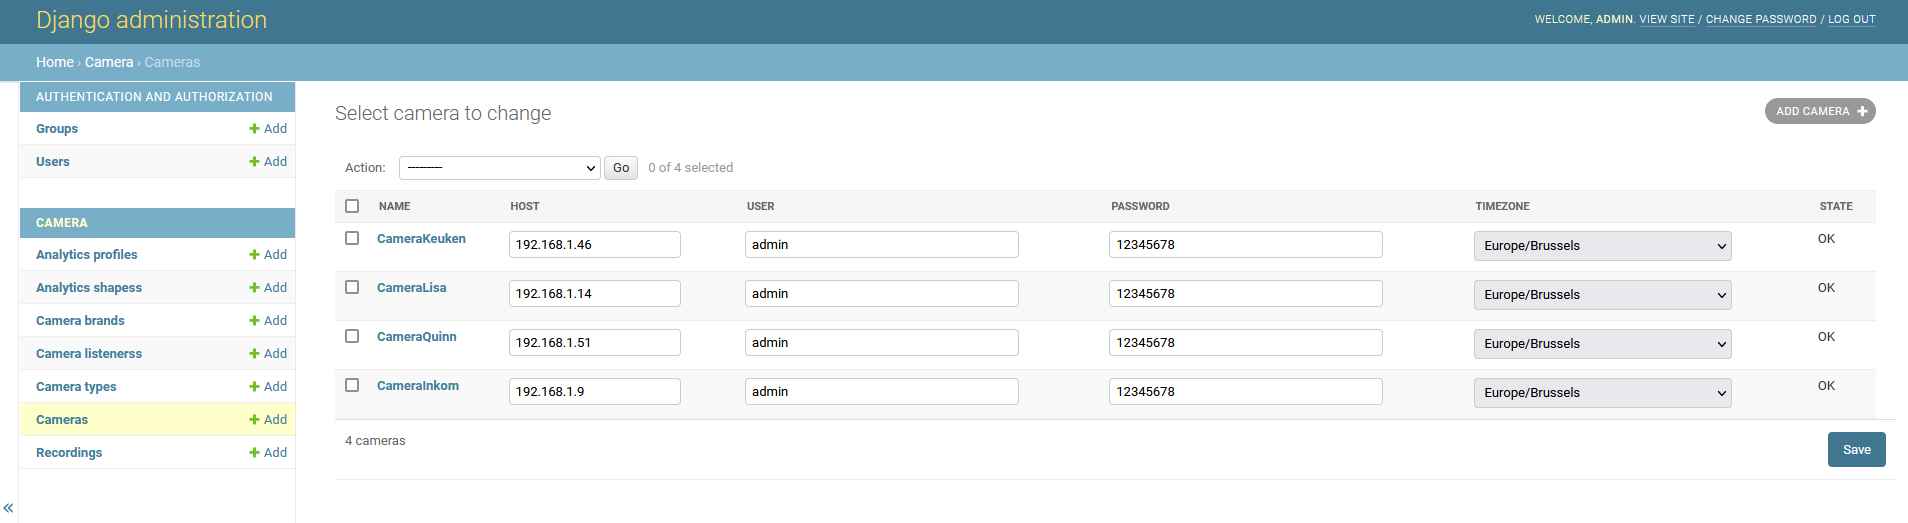 Django administration
WELCOME, ADMIN. VIEW SITE / CHANGE PASSWORD / LOG OUT
Home › Camera › Cameras
AUTHENTICATION AND AUTHORIZATION
Groups + Add
Users + Add
CAMERA
Analytics profiles + Add
Analytics shapess + Add
Camera brands + Add
Camera listenerss + Add
Camera types + Add
Cameras + Add
Recordings + Add
«
Select camera to change
ADD CAMERA +
Action: --------- Go 0 of 4 selected
NAME HOST USER PASSWORD TIMEZONE STATE
CameraKeuken 192.168.1.46 admin 12345678 Europe/Brussels OK
CameraLisa 192.168.1.14 admin 12345678 Europe/Brussels OK
CameraQuinn 192.168.1.51 admin 12345678 Europe/Brussels OK
CameraInkom 192.168.1.9 admin 12345678 Europe/Brussels OK
4 cameras
Save